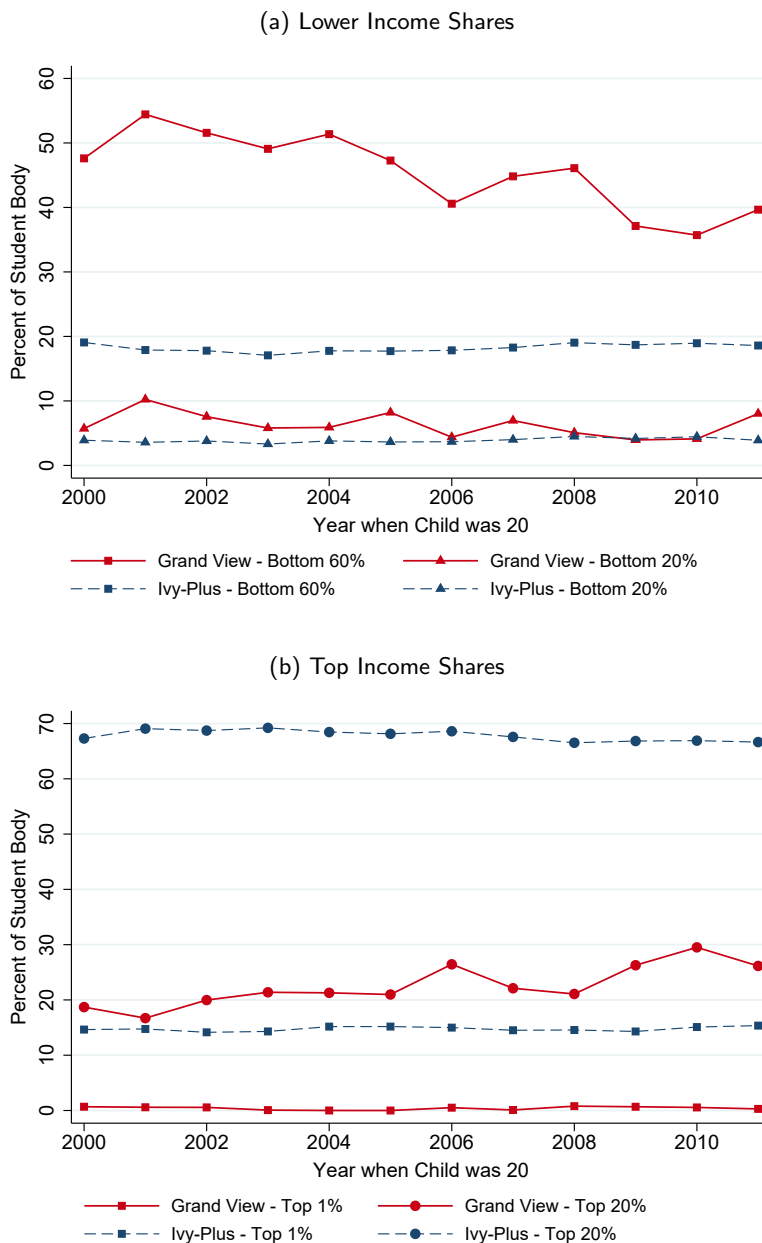 (a) Lower Income Shares
Percent of Student Body
60
50
40
30
20
10
0
2000 2002 2004 2006 2008 2010
Year when Child was 20
Grand View - Bottom 60% Grand View - Bottom 20%
Ivy-Plus - Bottom 60% Ivy-Plus - Bottom 20%
(b) Top Income Shares
Percent of Student Body
70
60
50
40
30
20
10
0
2000 2002 2004 2006 2008 2010
Year when Child was 20
Grand View - Top 1% Grand View - Top 20%
Ivy-Plus - Top 1% Ivy-Plus - Top 20%